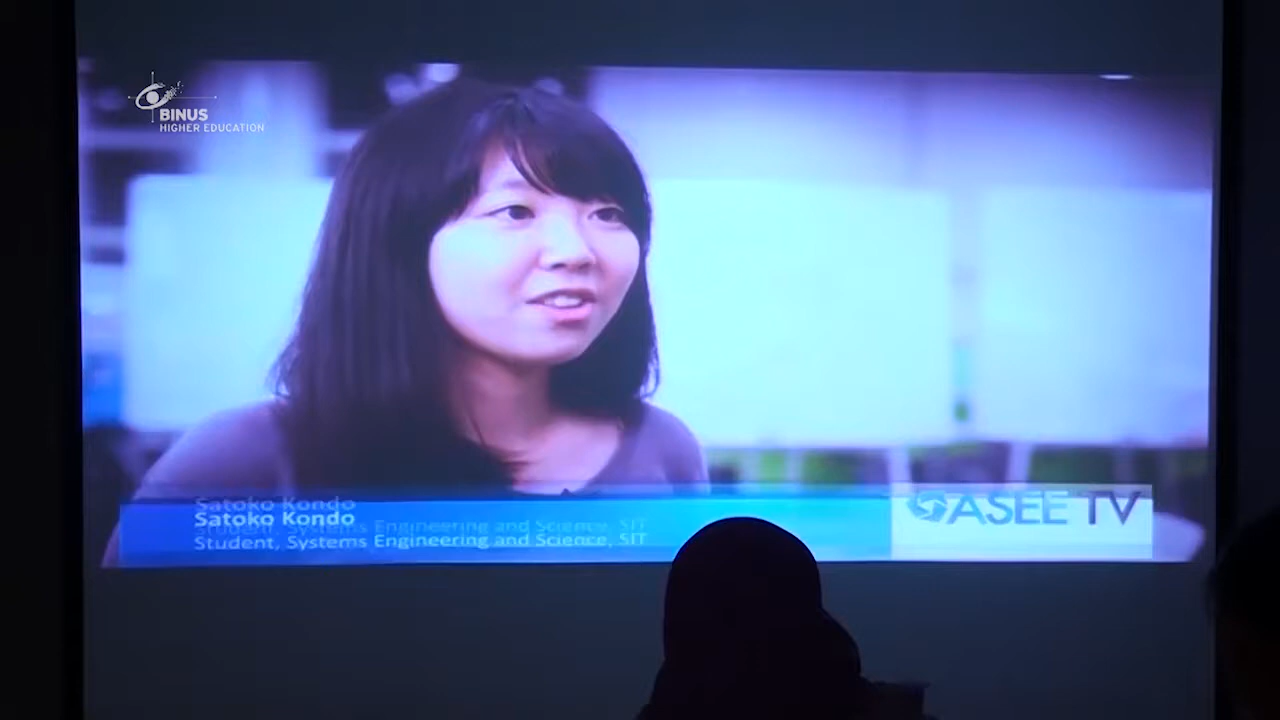 BINUS
HIGHER EDUCATION
Satoko Kondo
Satoko Kondo
Student, Systems Engineering and Science, SIT
Student, Systems Engineering and Science, SIT
ASEE TV